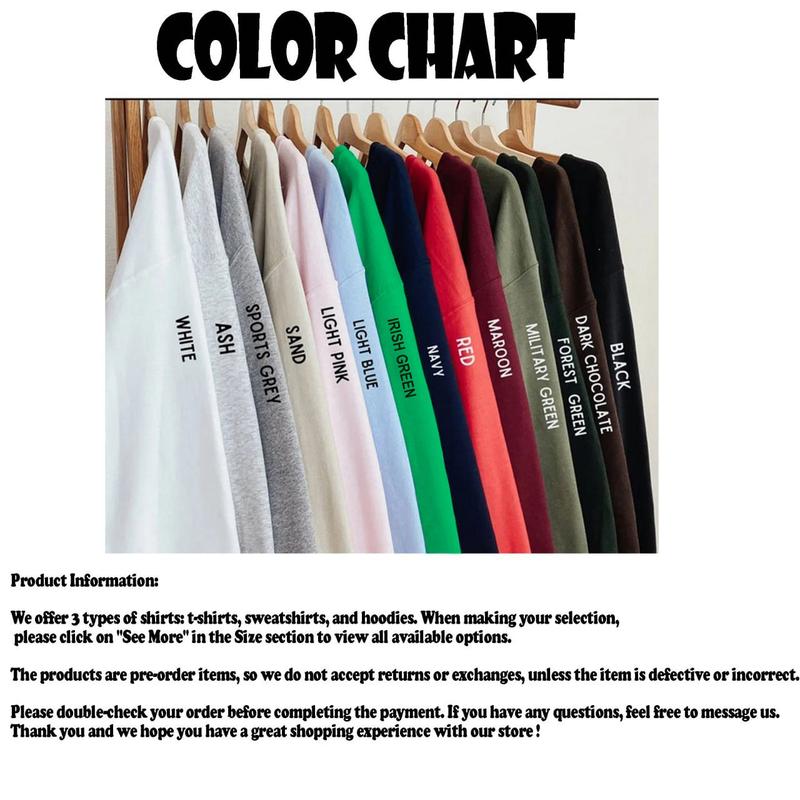 COLOR CHART
WHITE
ASH
SPORTS GREY
SAND
LIGHT PINK
LIGHT BLUE
IRISH GREEN
NAVY
RED
MAROON
MILITARY GREEN
FOREST GREEN
DARK CHOCOLATE
BLACK
Product Information:
We offer 3 types of shirts: t-shirts, sweatshirts, and hoodies. When making your selection,
please click on "See More" in the Size section to view all available options.
The products are pre-order items, so we do not accept returns or exchanges, unless the item is defective or incorrect.
Please double-check your order before completing the payment. If you have any questions, feel free to message us.
Thank you and we hope you have a great shopping experience with our store !